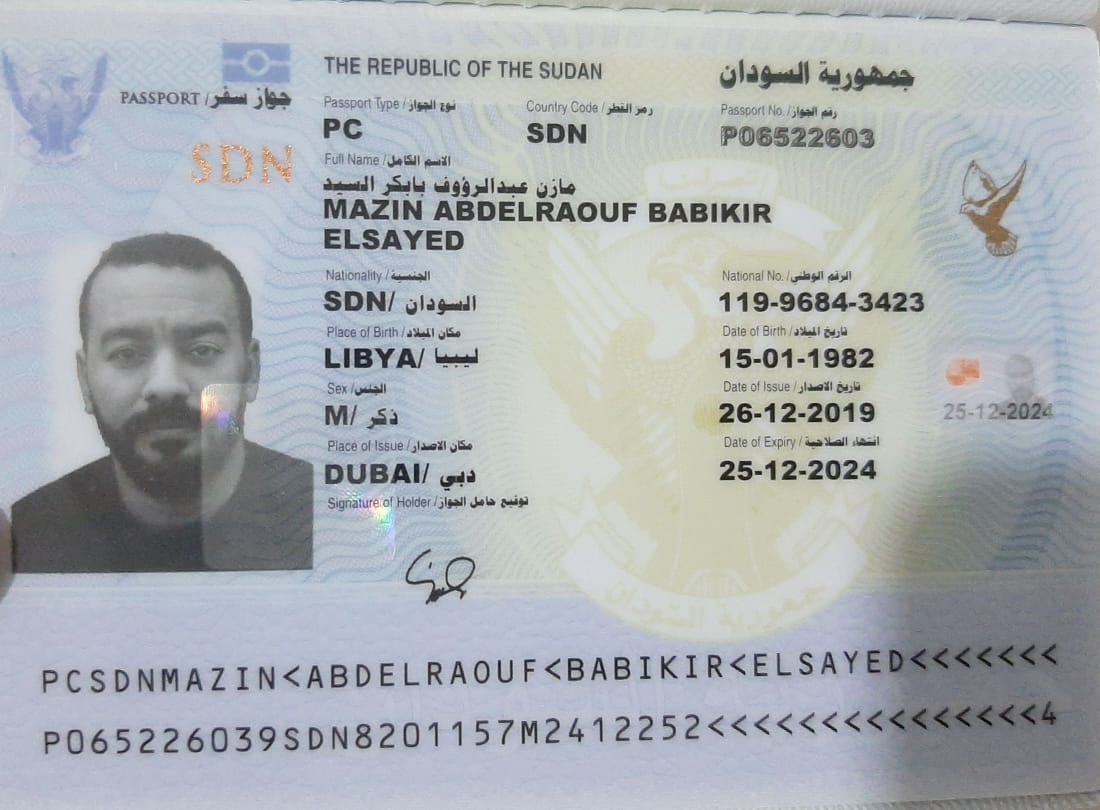 THE REPUBLIC OF THE SUDAN
جمهورية السودان
PASSPORT / جواز سفر
Passport Type / نوع الجواز
Country Code / رمز القطر
Passport No. / رقم الجواز
PC
SDN
P06522603
SDN
Full Name / الاسم الكامل
مازن عبدالرؤوف بابكر السيد
MAZIN ABDELRAOUF BABIKIR
ELSAYED
Nationality / الجنسية
National No. / الرقم الوطني
SDN/ السودان
119-9684-3423
Place of Birth / مكان الميلاد
Date of Birth / تاريخ الميلاد
LIBYA/ ليبيا
15-01-1982
Sex / الجنس
Date of Issue / تاريخ الاصدار
M/ ذكر
26-12-2019
25-12-2024
Place of Issue / مكان الاصدار
Date of Expiry / انتهاء الصلاحية
DUBAI/ دبي
25-12-2024
Signature of Holder / توقيع حامل الجواز
جمهورية السودان
PCSDNMAZIN<ABDELRAOUF<BABIKIR<ELSAYED<<<<<<<
P065226039SDN8201157M2412252<<<<<<<<<<<<<<<4